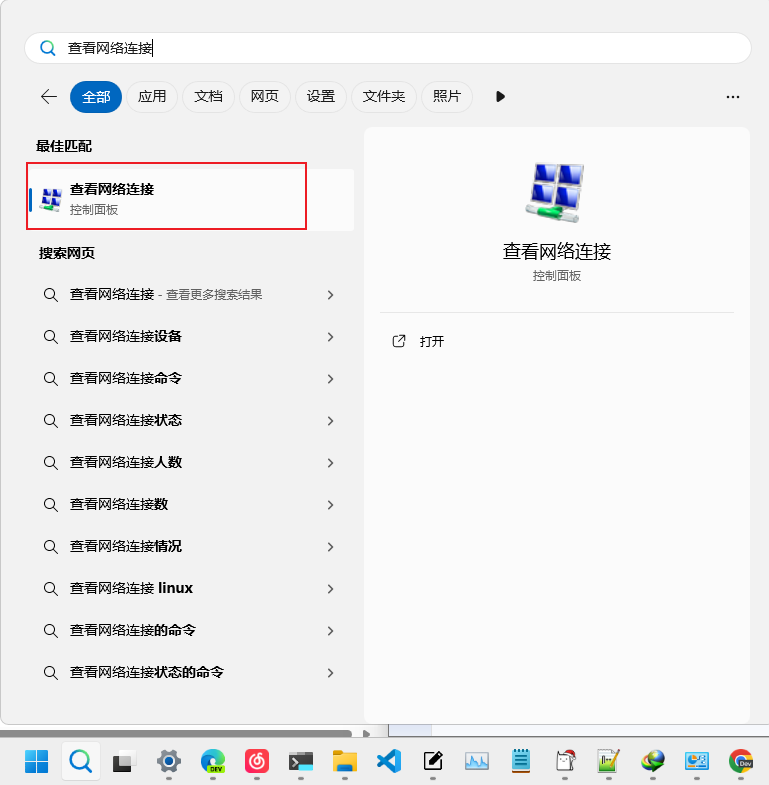 查看网络连接
全部 应用 文档 网页 设置 文件夹 照片
最佳匹配
查看网络连接
控制面板
搜索网页
查看网络连接 - 查看更多搜索结果
查看网络连接设备
查看网络连接命令
查看网络连接状态
查看网络连接人数
查看网络连接数
查看网络连接情况
查看网络连接 linux
查看网络连接的命令
查看网络连接状态的命令
查看网络连接
控制面板
打开
DEV
Dev